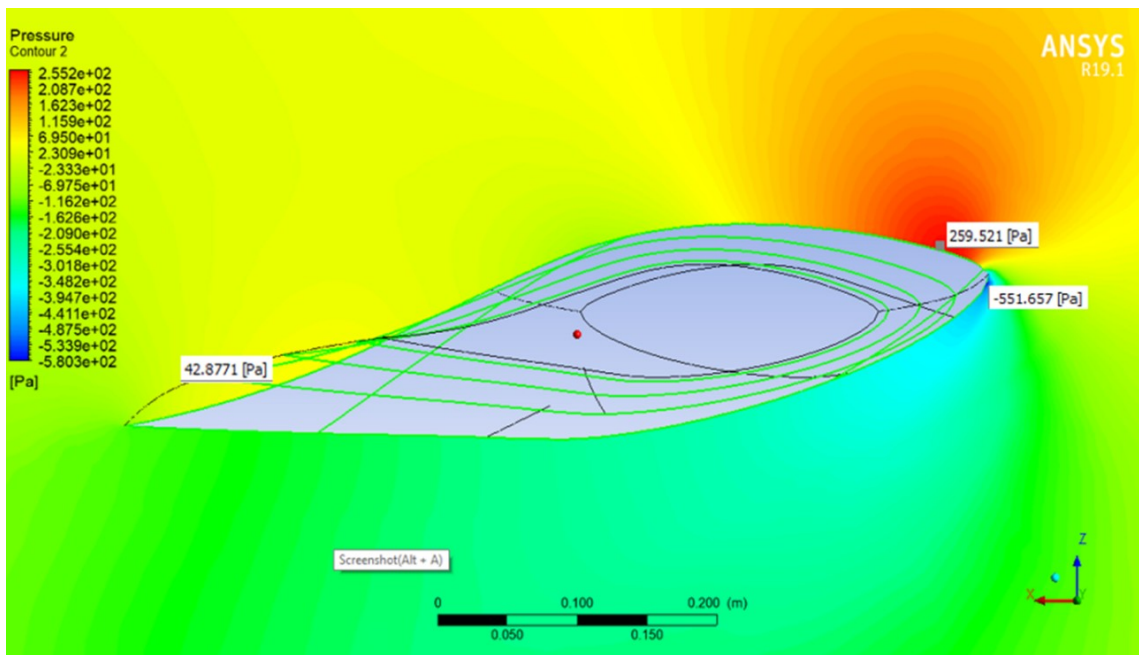 Pressure
Contour 2
2.552e+02
2.087e+02
1.623e+02
1.159e+02
6.950e+01
2.309e+01
-2.333e+01
-6.975e+01
-1.162e+02
-1.626e+02
-2.090e+02
-2.554e+02
-3.018e+02
-3.482e+02
-3.947e+02
-4.411e+02
-4.875e+02
-5.339e+02
-5.803e+02
[Pa]
ANSYS
R19.1
259.521 [Pa]
-551.657 [Pa]
42.8771 [Pa]
Screenshot(Alt + A)
0 0.100 0.200 (m)
0.050 0.150
Z
X Y